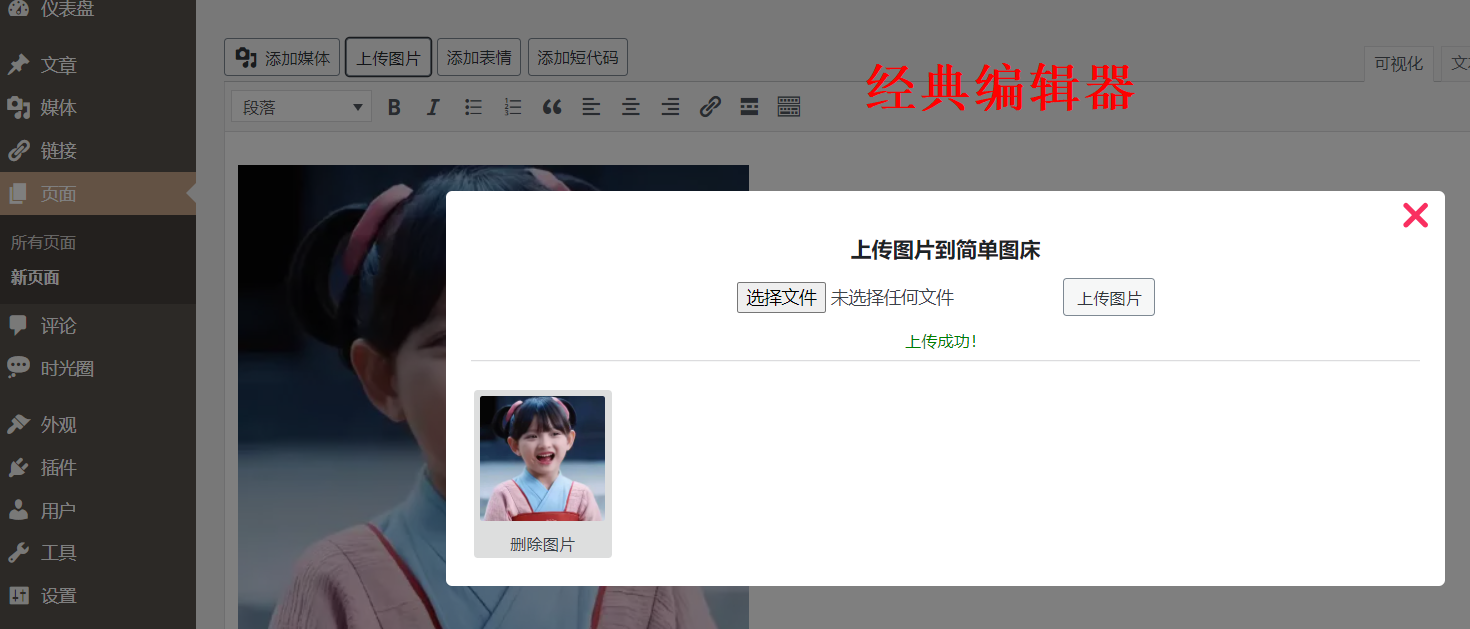 仪表盘
文章
媒体
链接
页面
所有页面
新页面
评论
时光圈
外观
插件
用户
工具
设置
添加媒体 上传图片 添加表情 添加短代码
经典编辑器
可视化
段落 B I
上传图片到简单图床
选择文件 未选择任何文件 上传图片
上传成功!
删除图片